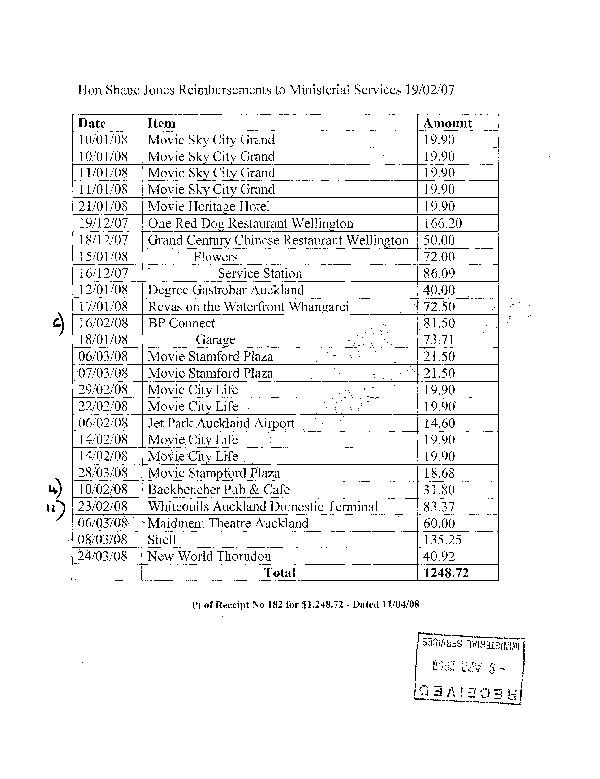 Hon Shane Jones Reimbursements to Ministerial Services 19/02/07
Date Item Amount
10/01/08 Movie Sky City Grand 19.90
10/01/08 Movie Sky City Grand 19.90
11/01/08 Movie Sky City Grand 19.90
11/01/08 Movie Sky City Grand 19.90
21/01/08 Movie Heritage Hotel 19.90
19/12/07 One Red Dog Restaurant Wellington 166.20
18/12/07 Grand Century Chinese Restaurant Wellington 50.00
15/01/08 Flowers 72.00
16/12/07 Service Station 86.09
12/01/08 Degree Gastrobar Auckland 40.00
17/01/08 Revas on the Waterfront Whangarei 72.50
16/02/08 BP Connect 81.50
18/01/08 Garage 73.71
06/03/08 Movie Stamford Plaza 21.50
07/03/08 Movie Stamford Plaza 21.50
29/02/08 Movie City Life 19.90
22/02/08 Movie City Life 19.90
06/02/08 Jet Park Auckland Airport 14.60
14/02/08 Movie City Life 19.90
14/02/08 Movie City Life 19.90
28/03/08 Movie Stampford Plaza 18.68
10/02/08 Backbencher Pub & Cafe 31.80
23/02/08 Whitcoulls Auckland Domestic Terminal 83.37
06/03/08 Maidment Theatre Auckland 60.00
08/03/08 Shell 135.25
24/03/08 New World Thorndon 40.92
Total 1248.72
Pt of Receipt No 182 for $1,248.72 - Dated 11/04/08
MINISTERIAL SERVICES
RECEIVED